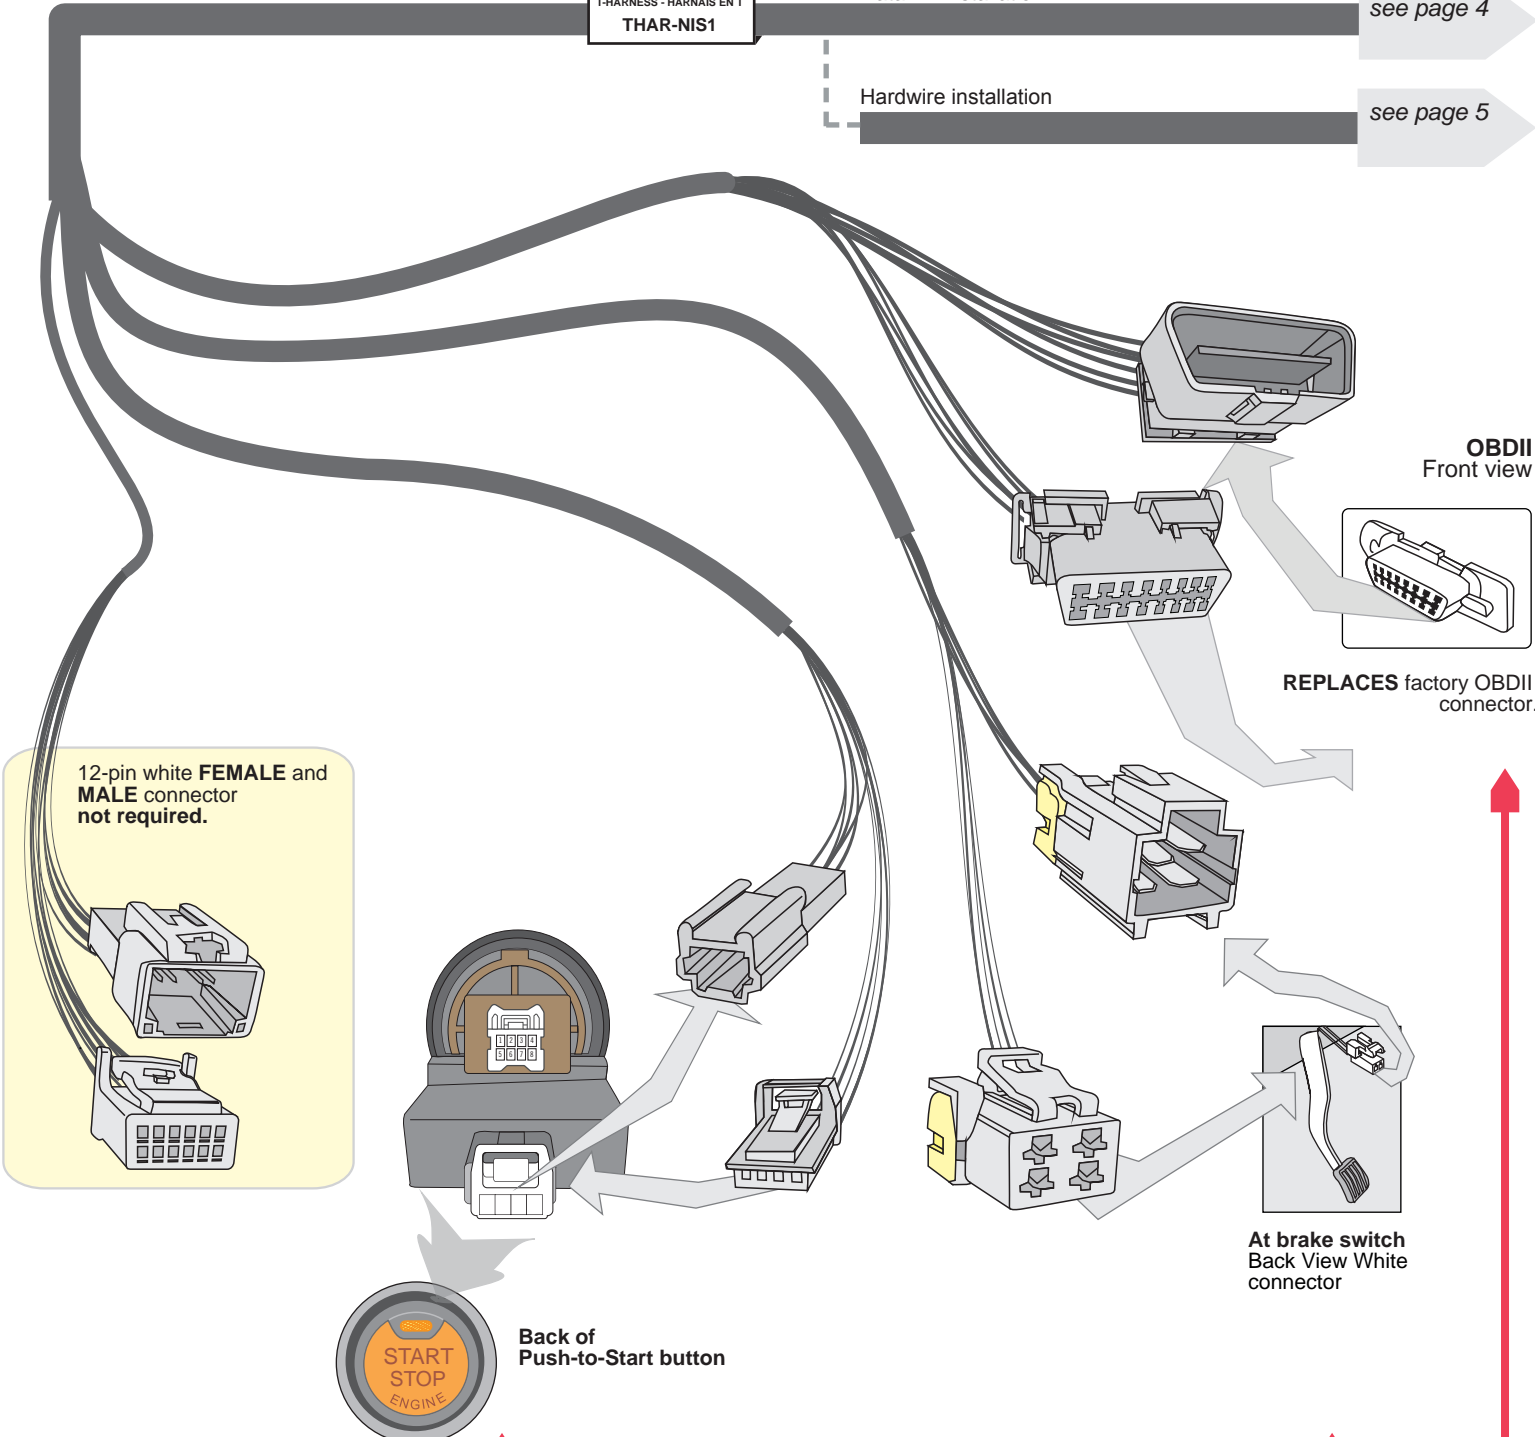 T-HARNESS - HARNAIS EN T
THAR-NIS1
see page 4
Hardwire installation
see page 5
OBDII
Front view
REPLACES factory OBDII
connector.
12-pin white FEMALE and
MALE connector
not required.
1 2 3 4
5 6 7 8
At brake switch
Back View White
connector
Back of
Push-to-Start button
START
STOP
ENGINE